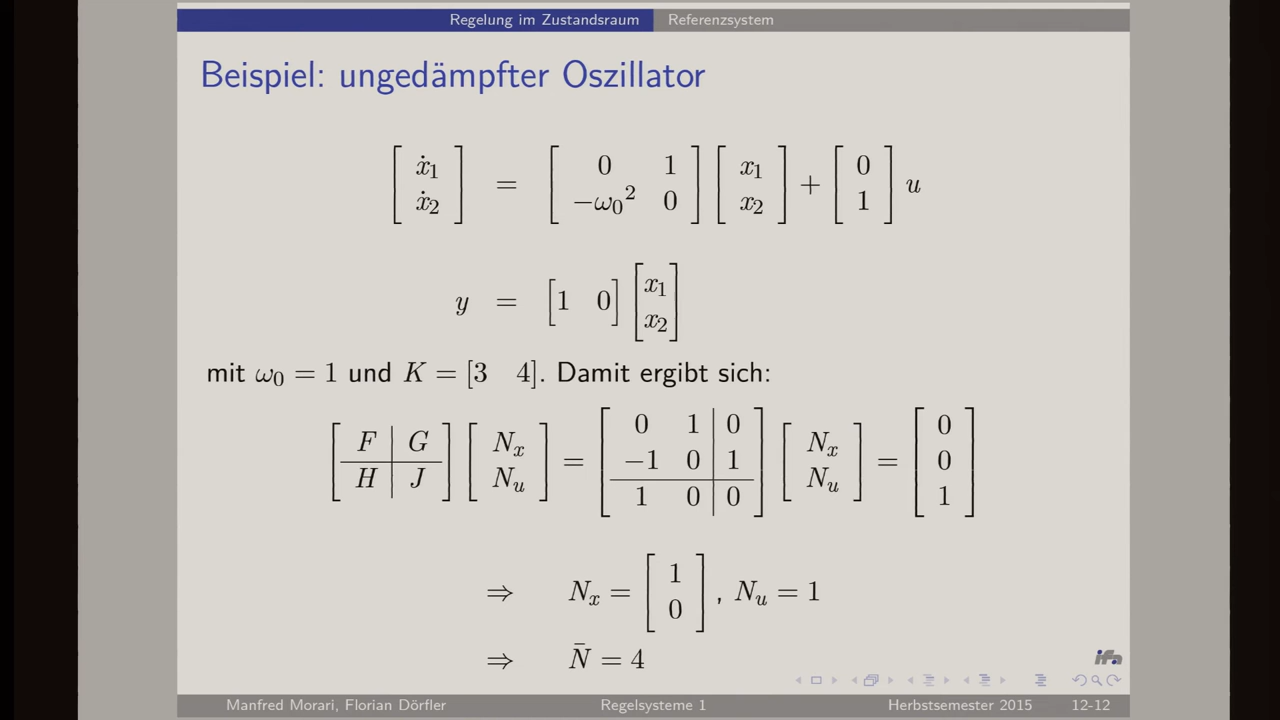 Regelung im Zustandsraum Referenzsystem
Beispiel: ungedämpfter Oszillator
[ẋ₁; ẋ₂] = [0 1; −ω₀² 0] [x₁; x₂] + [0; 1] u
y = [1 0] [x₁; x₂]
mit ω₀ = 1 und K = [3 4]. Damit ergibt sich:
[F | G; H | J] [Nₓ; Nᵤ] = [0 1 | 0; −1 0 | 1; 1 0 | 0] [Nₓ; Nᵤ] = [0; 0; 1]
⇒ Nₓ = [1; 0], Nᵤ = 1
⇒ N̄ = 4
ifa
Manfred Morari, Florian Dörfler Regelsysteme 1 Herbstsemester 2015 12-12